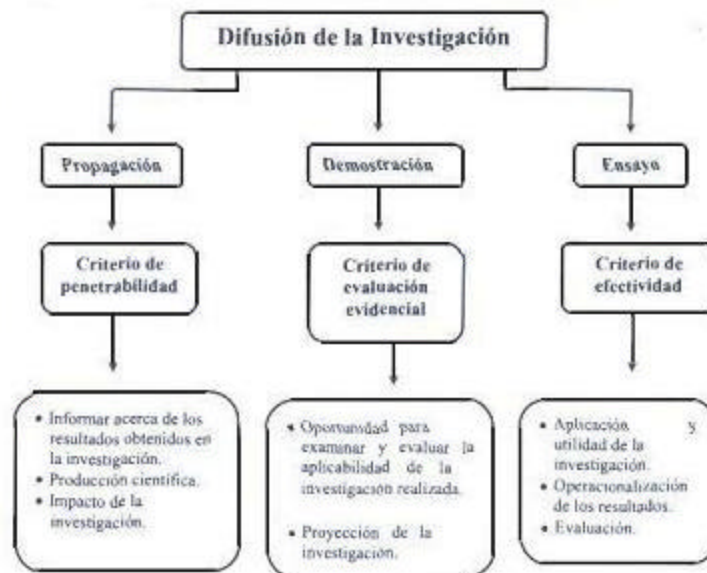 Difusión de la Investigación
Propagación
Demostración
Ensayo
Criterio de
penetrabilidad
Criterio de
evaluación
evidencial
Criterio de
efectividad
• Informar acerca de los
resultados obtenidos en
la investigación.
• Producción científica.
• Impacto de la
investigación.
• Oportunidad para
examinar y evaluar la
aplicabilidad de la
investigación realizada.
• Proyección de la
investigación.
• Aplicación y
utilidad de la
investigación.
• Operacionalización
de los resultados.
• Evaluación.